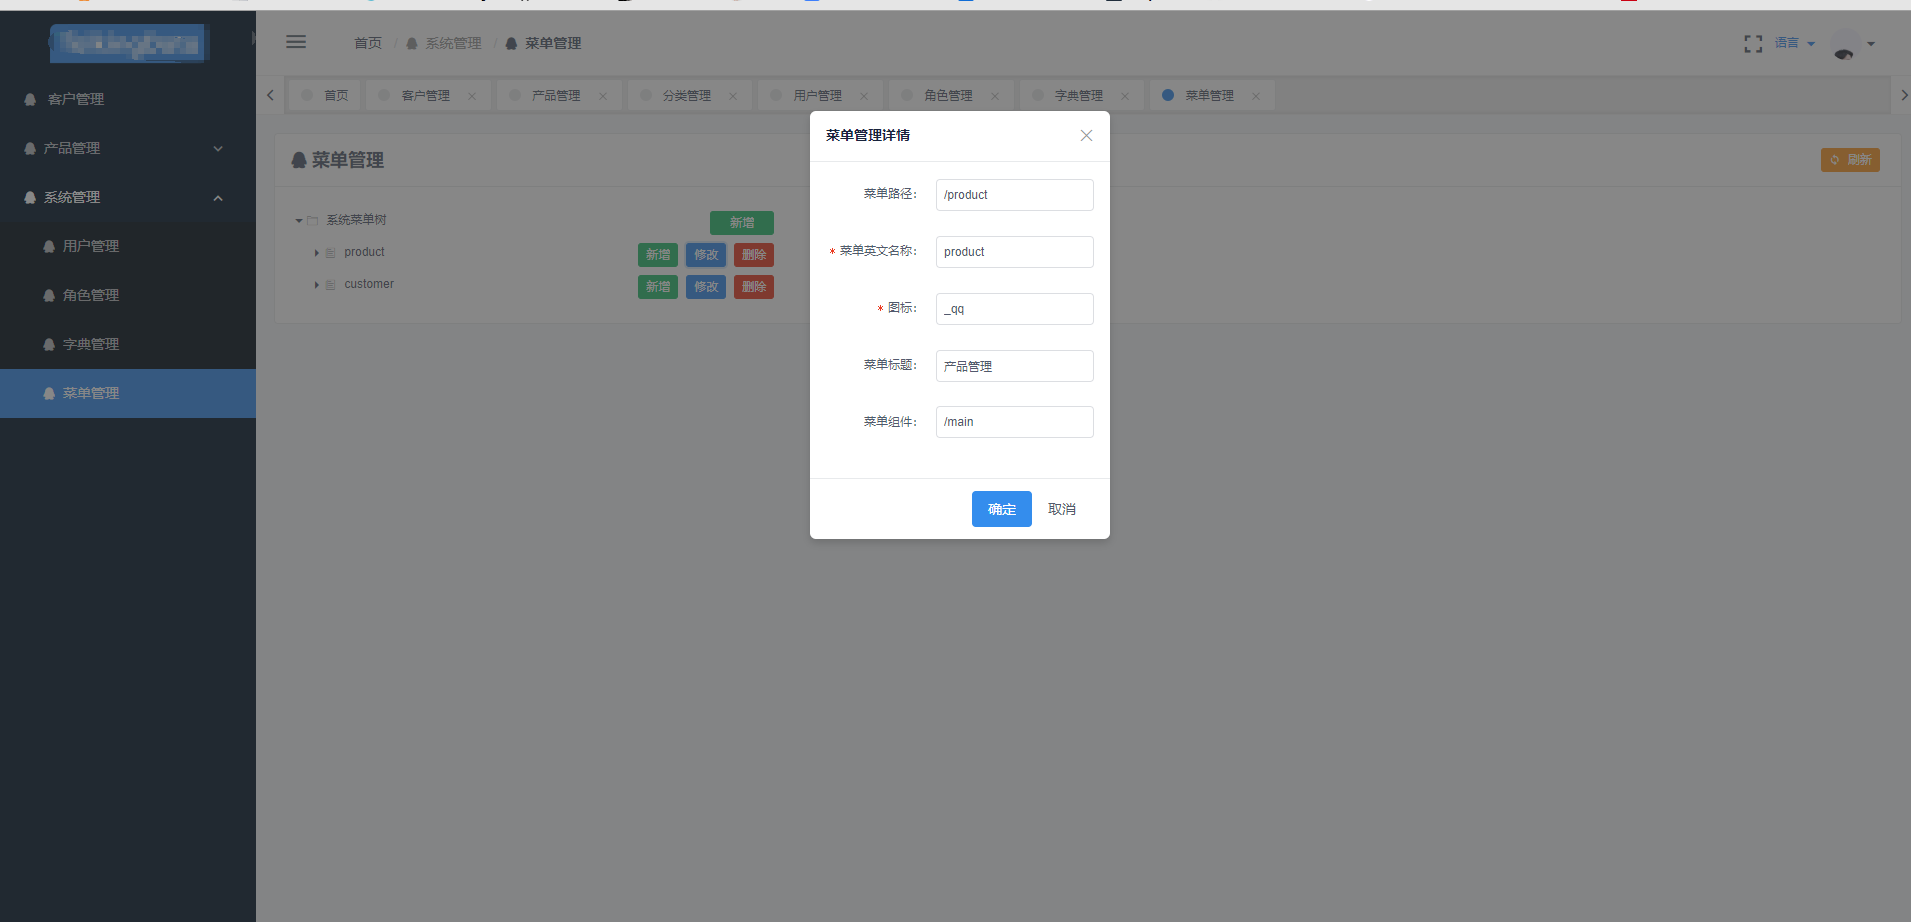 首页 / 系统管理 / 菜单管理
语言
客户管理
产品管理
系统管理
用户管理
角色管理
字典管理
菜单管理
首页
客户管理
产品管理
分类管理
用户管理
角色管理
字典管理
菜单管理
菜单管理
刷新
系统菜单树 新增
product 新增 修改 删除
customer 新增 修改 删除
菜单管理详情
菜单路径: /product
* 菜单英文名称: product
* 图标: _qq
菜单标题: 产品管理
菜单组件: /main
确定 取消